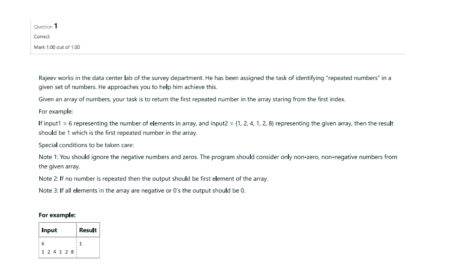 Question 1
Correct
Mark 1.00 out of 1.00
Rajeev works in the data center lab of the survey department. He has been assigned the task of identifying "repeated numbers" in a
given set of numbers. He approaches you to help him achieve this.
Given an array of numbers, your task is to return the first repeated number in the array staring from the first index.
For example:
If input1 = 6 representing the number of elements in array, and input2 = (1, 2, 4, 1, 2, 8) representing the given array, then the result
should be 1 which is the first repeated number in the array.
Special conditions to be taken care:
Note 1: You should ignore the negative numbers and zeros. The program should consider only non-zero, non-negative numbers from
the given array.
Note 2: If no number is repeated then the output should be first element of the array.
Note 3: If all elements in the array are negative or 0's the output should be 0.
For example:
Input Result
6 1
1 2 4 1 2 8